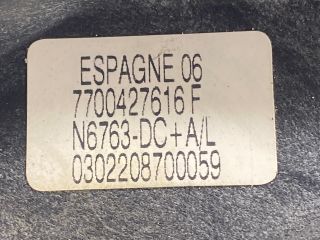 ESPAGNE 06
7700427616 F
N6763-DC+A/L
0302208700059